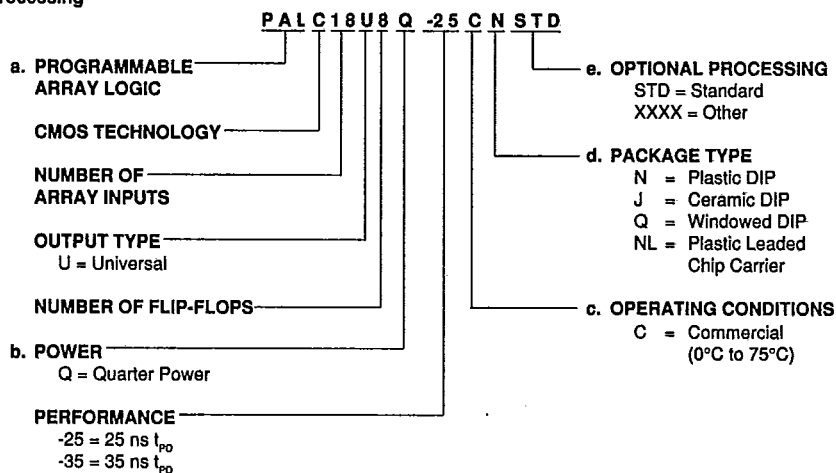 PALC18U8Q -25 C N STD
a. PROGRAMMABLE
ARRAY LOGIC
CMOS TECHNOLOGY
NUMBER OF
ARRAY INPUTS
OUTPUT TYPE
U = Universal
NUMBER OF FLIP-FLOPS
b. POWER
Q = Quarter Power
PERFORMANCE
-25 = 25 ns tPD
-35 = 35 ns tPD
e. OPTIONAL PROCESSING
STD = Standard
XXXX = Other
d. PACKAGE TYPE
N = Plastic DIP
J = Ceramic DIP
Q = Windowed DIP
NL = Plastic Leaded
Chip Carrier
c. OPERATING CONDITIONS
C = Commercial
(0°C to 75°C)